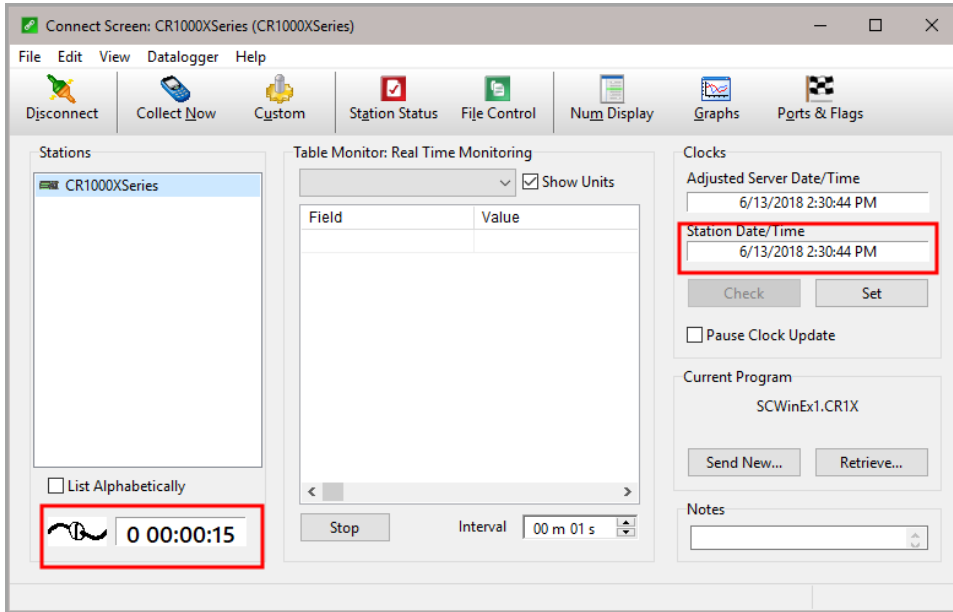 Connect Screen: CR1000XSeries (CR1000XSeries)
File Edit View Datalogger Help
Disconnect Collect Now Custom Station Status File Control Num Display Graphs Ports & Flags
Stations
CR1000XSeries
List Alphabetically
0 00:00:15
Table Monitor: Real Time Monitoring
Show Units
Field Value
Stop Interval 00 m 01 s
Clocks
Adjusted Server Date/Time
6/13/2018 2:30:44 PM
Station Date/Time
6/13/2018 2:30:44 PM
Check Set
Pause Clock Update
Current Program
SCWinEx1.CR1X
Send New... Retrieve...
Notes